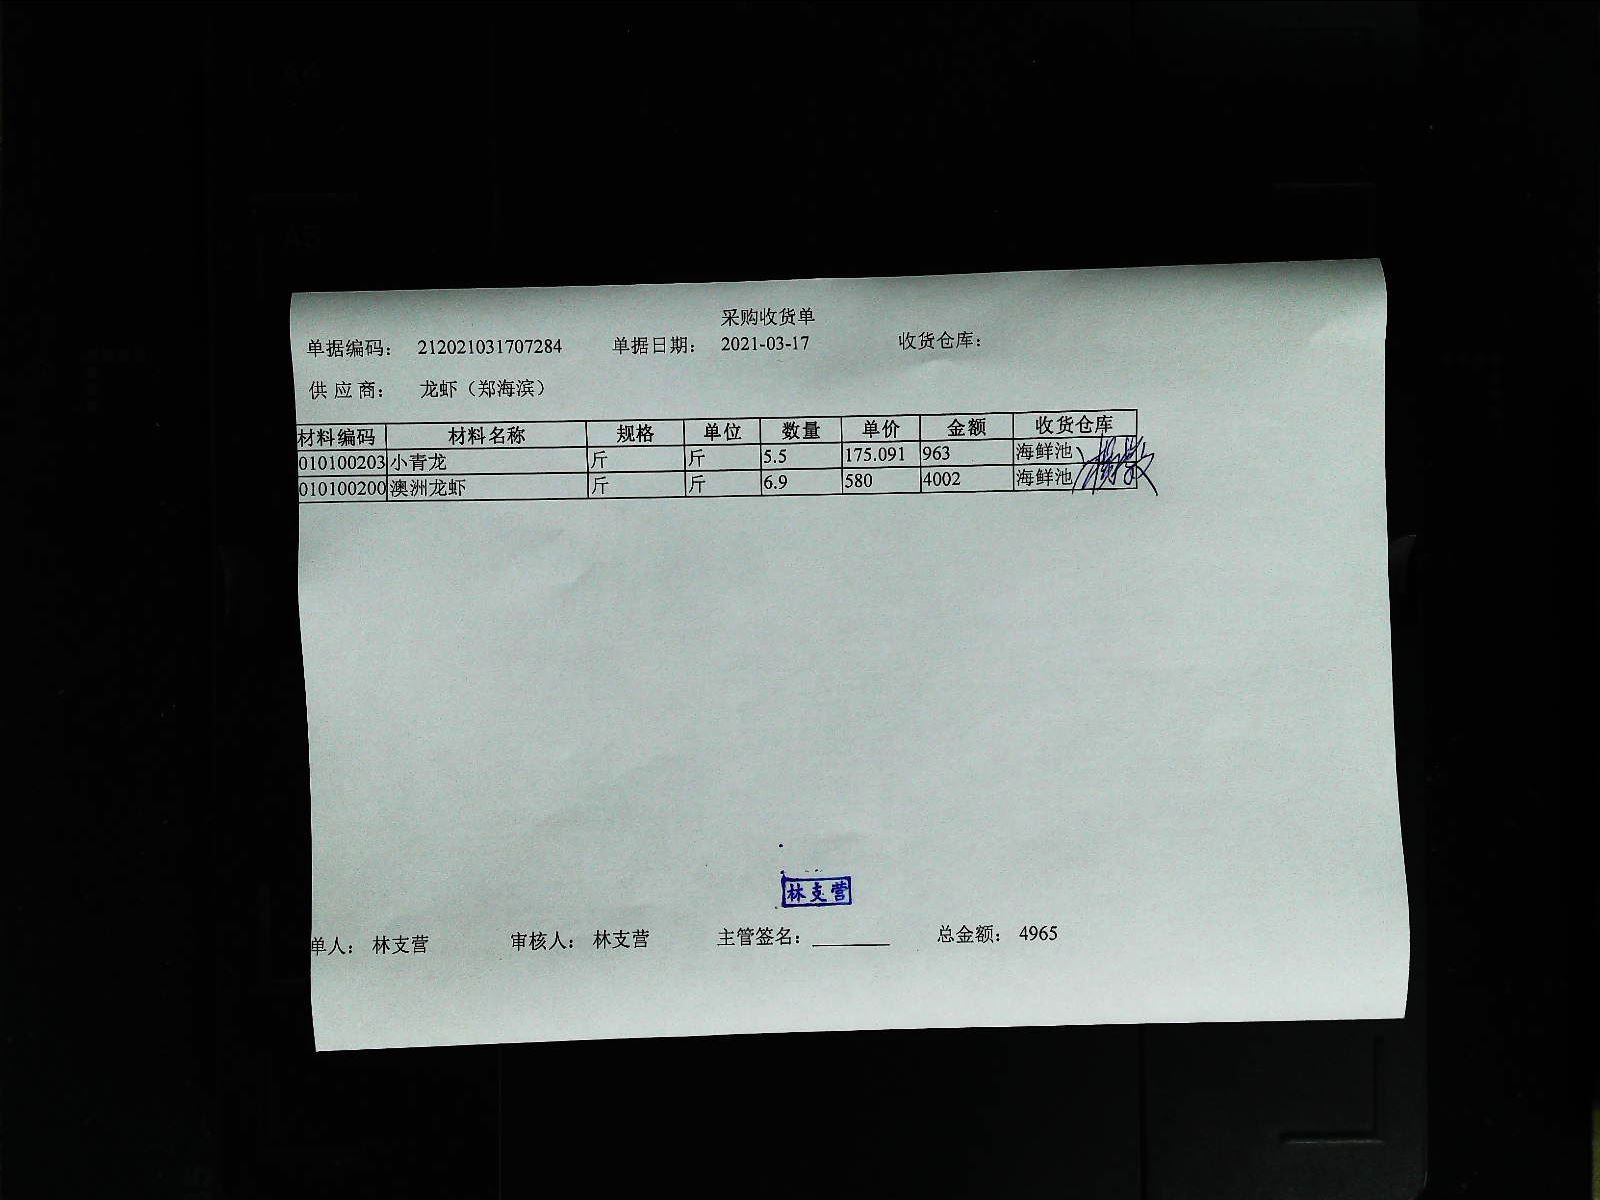 采购收货单
单据编码： 212021031707284 单据日期： 2021-03-17 收货仓库：
供 应 商： 龙虾（郑海滨）
材料编码 材料名称 规格 单位 数量 单价 金额 收货仓库
010100203 小青龙 斤 斤 5.5 175.091 963 海鲜池
010100200 澳洲龙虾 斤 斤 6.9 580 4002 海鲜池
林支营
单人： 林支营 审核人： 林支营 主管签名： 总金额： 4965